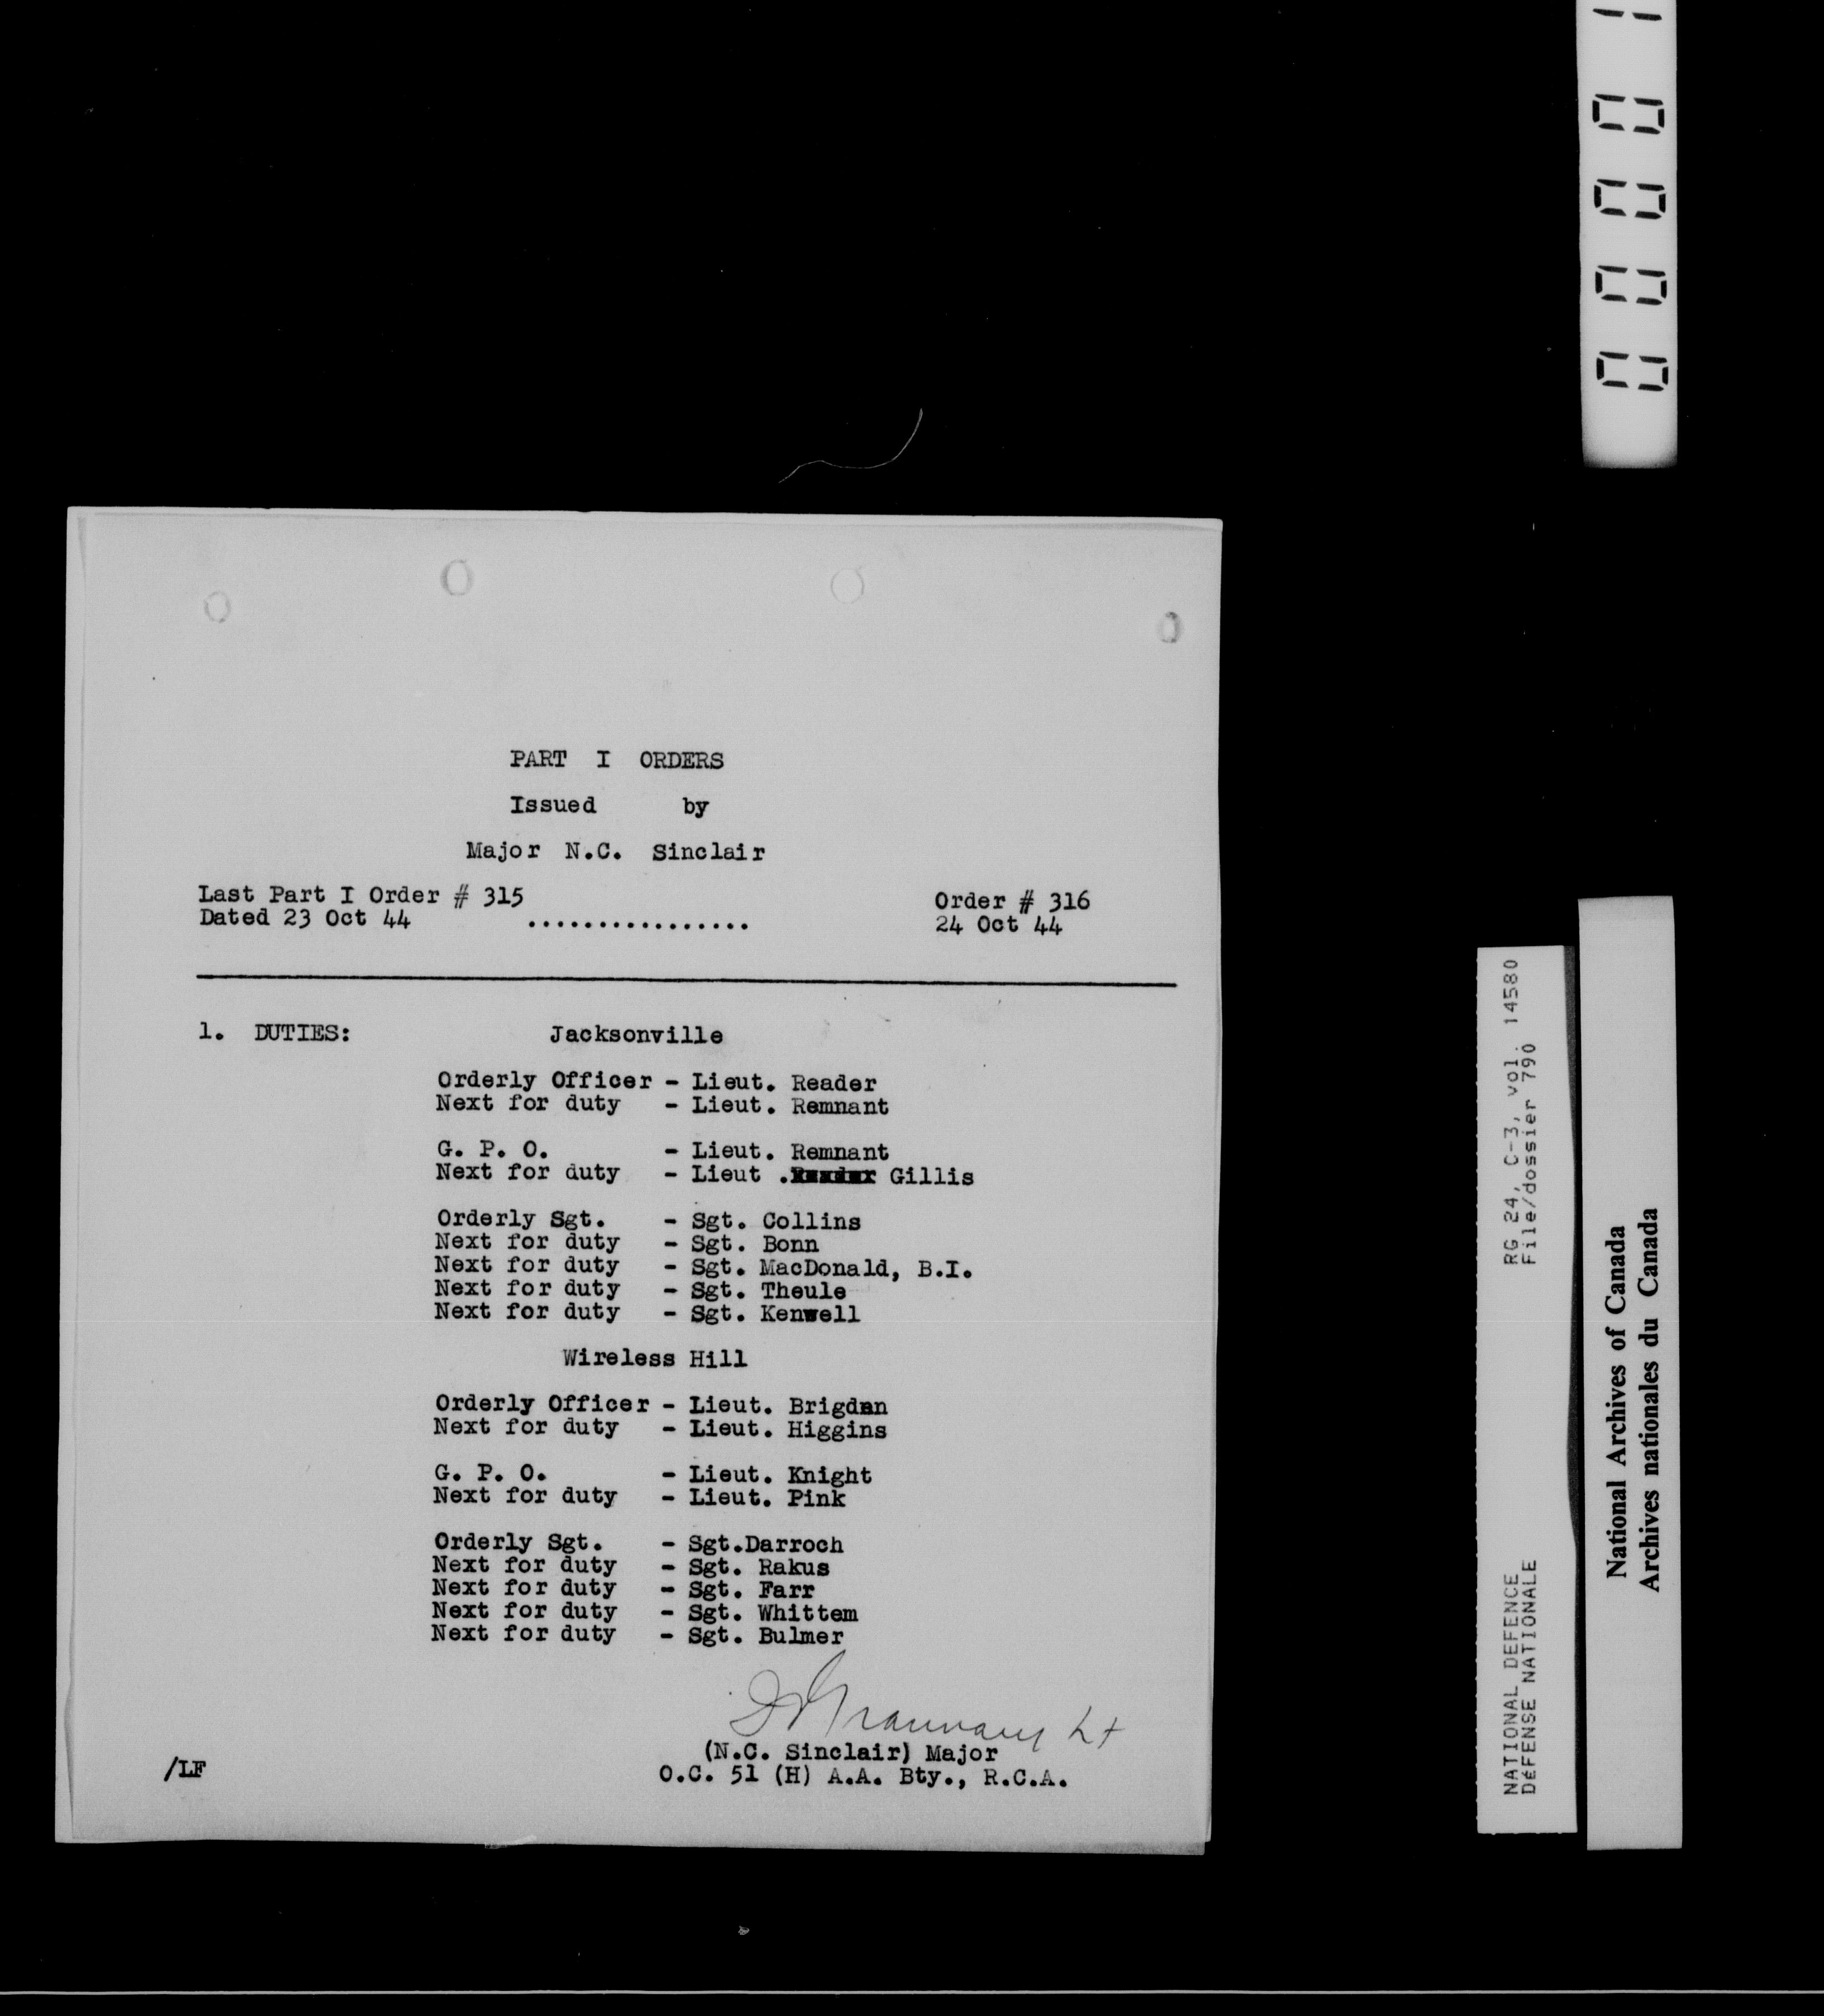 PART I ORDERS
Issued by
Major N.C. Sinclair
Last Part I Order # 315
Dated 23 Oct 44 ................
Order # 316
24 Oct 44
1. DUTIES: Jacksonville
Orderly Officer - Lieut. Reader
Next for duty - Lieut. Remnant
G. P. O. - Lieut. Remnant
Next for duty - Lieut . Gillis
Orderly Sgt. - Sgt. Collins
Next for duty - Sgt. Bonn
Next for duty - Sgt. MacDonald, B.I.
Next for duty - Sgt. Theule
Next for duty - Sgt. Kenwell
Wireless Hill
Orderly Officer - Lieut. Brigden
Next for duty - Lieut. Higgins
G. P. O. - Lieut. Knight
Next for duty - Lieut. Pink
Orderly Sgt. - Sgt.Darroch
Next for duty - Sgt. Rakus
Next for duty - Sgt. Farr
Next for duty - Sgt. Whittem
Next for duty - Sgt. Bulmer
Lt
(N.C. Sinclair) Major
/LF
O.C. 51 (H) A.A. Bty., R.C.A.
NATIONAL DEFENCE RG 24, C-3, vol. 14580
DéFENSE NATIONALE File/dossier 790
National Archives of Canada
Archives nationales du Canada
00001